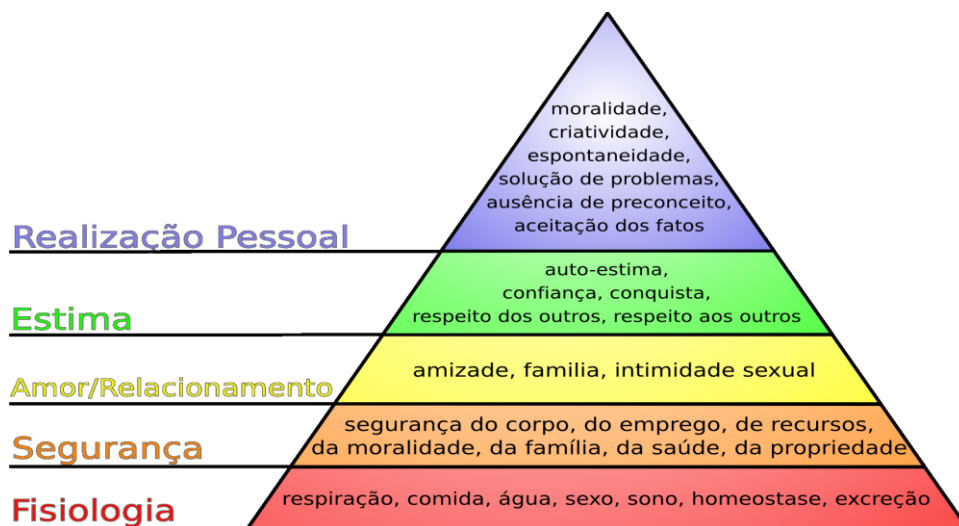 moralidade,
criatividade,
espontaneidade,
solução de problemas,
ausência de preconceito,
aceitação dos fatos
Realização Pessoal
auto-estima,
confiança, conquista,
respeito dos outros, respeito aos outros
Estima
amizade, familia, intimidade sexual
Amor/Relacionamento
segurança do corpo, do emprego, de recursos,
da moralidade, da família, da saúde, da propriedade
Segurança
respiração, comida, água, sexo, sono, homeostase, excreção
Fisiologia